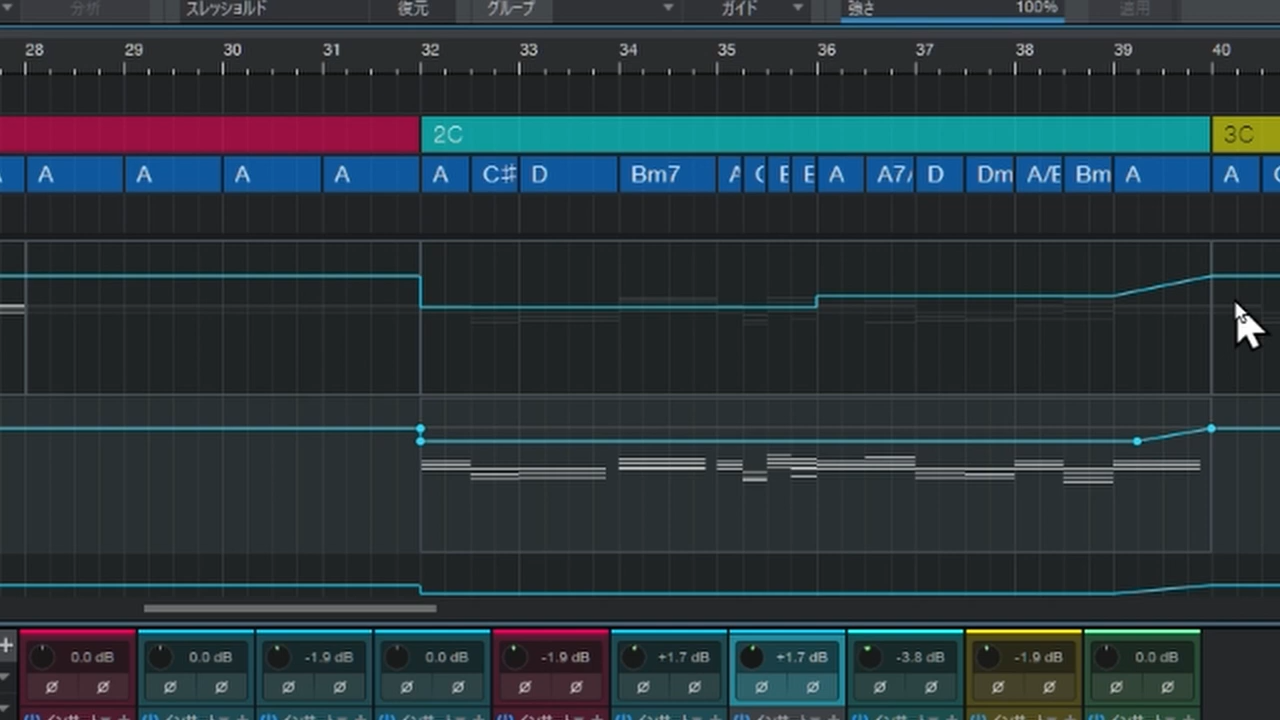 分析 スレッショルド 復元 グループ ガイド 強さ 100% 適用
28 29 30 31 32 33 34 35 36 37 38 39 40
2C 3C
A A A A A C♯ D Bm7 A A A7/ D Dm A/E Bm A A
0.0 dB 0.0 dB -1.9 dB 0.0 dB -1.9 dB +1.7 dB +1.7 dB -3.8 dB -1.9 dB 0.0 dB
Ø Ø Ø Ø Ø Ø Ø Ø Ø Ø Ø Ø Ø Ø Ø Ø Ø Ø Ø Ø